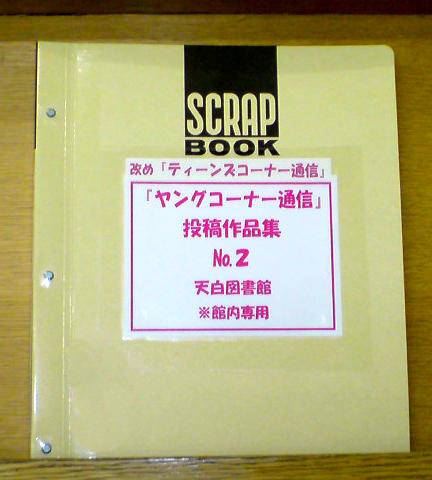 SCRAP
BOOK
改め「ティーンズコーナー通信」
『ヤングコーナー通信』
投稿作品集
No.2
天白図書館
※館内専用